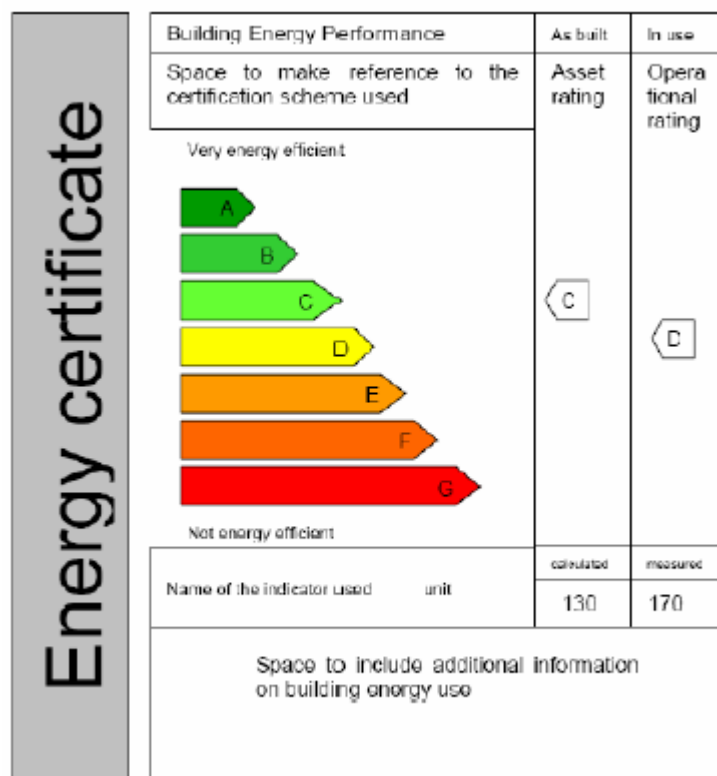 Energy certificate
Building Energy Performance
As built
In use
Space to make reference to the
certification scheme used
Asset
rating
Opera
tional
rating
Very energy efficient
A
B
C
D
E
F
G
C
D
Not energy efficient
Name of the indicator used unit
calculated
measured
130
170
Space to include additional information
on building energy use